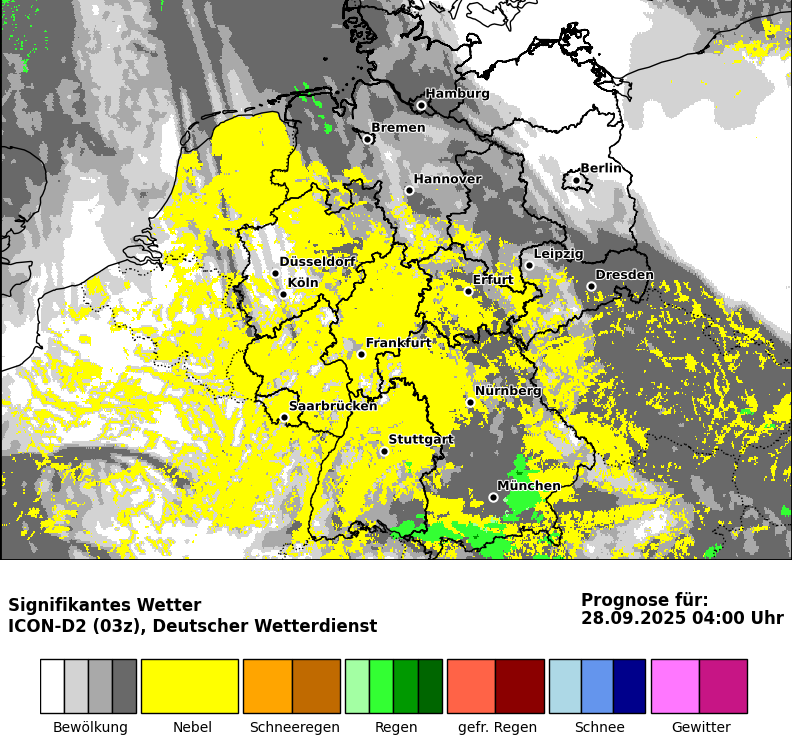 Hamburg
Bremen
Hannover
Berlin
Düsseldorf
Köln
Leipzig
Dresden
Erfurt
Frankfurt
Saarbrücken
Nürnberg
Stuttgart
München
Signifikantes Wetter
ICON-D2 (03z), Deutscher Wetterdienst
Prognose für:
28.09.2025 04:00 Uhr
Bewölkung Nebel Schneeregen Regen gefr. Regen Schnee Gewitter